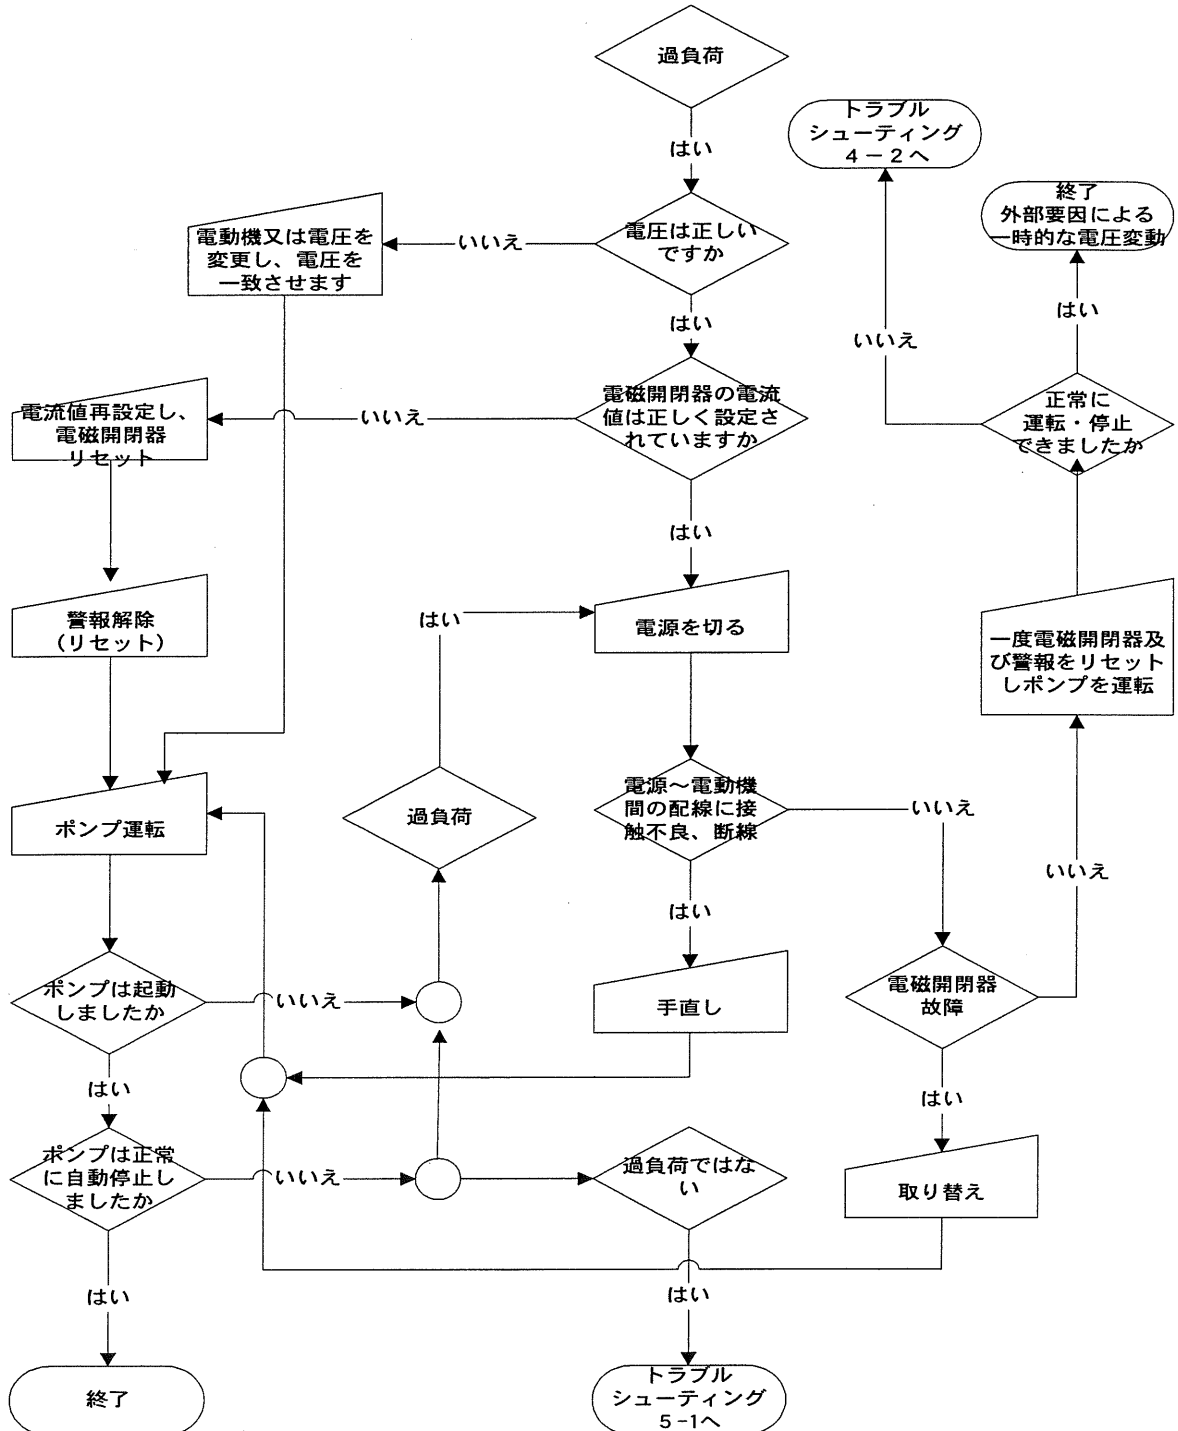 過負荷
はい
トラブル
シューティング
4－2へ
終了
外部要因による
一時的な電圧変動
電動機又は電圧を
変更し、電圧を
一致させます
いいえ
電圧は正しい
ですか
はい
はい
いいえ
電流値再設定し、
電磁開閉器
リセット
いいえ
電磁開閉器の電流
値は正しく設定さ
れていますか
正常に
運転・停止
できましたか
はい
警報解除
（リセット）
はい
電源を切る
一度電磁開閉器及
び警報をリセット
しポンプを運転
ポンプ運転
過負荷
電源～電動機
間の配線に接
触不良、断線
いいえ
いいえ
はい
ポンプは起動
しましたか
いいえ
手直し
電磁開閉器
故障
はい
はい
ポンプは正常
に自動停止し
ましたか
いいえ
過負荷ではな
い
取り替え
はい
はい
終了
トラブル
シューティング
5-1へ